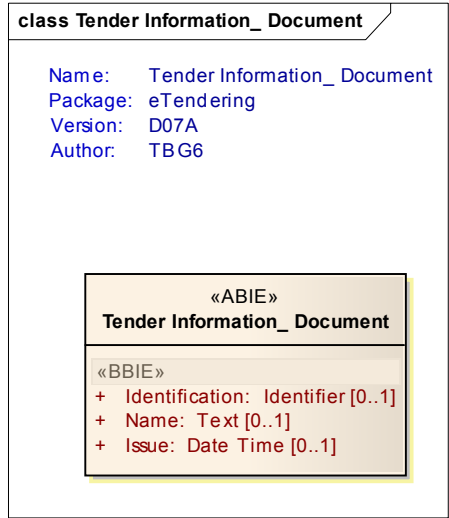 class Tender Information_ Document
Name: Tender Information_ Document
Package: eTendering
Version: D07A
Author: TBG6
«ABIE»
Tender Information_ Document
«BBIE»
+ Identification: Identifier [0..1]
+ Name: Text [0..1]
+ Issue: Date Time [0..1]